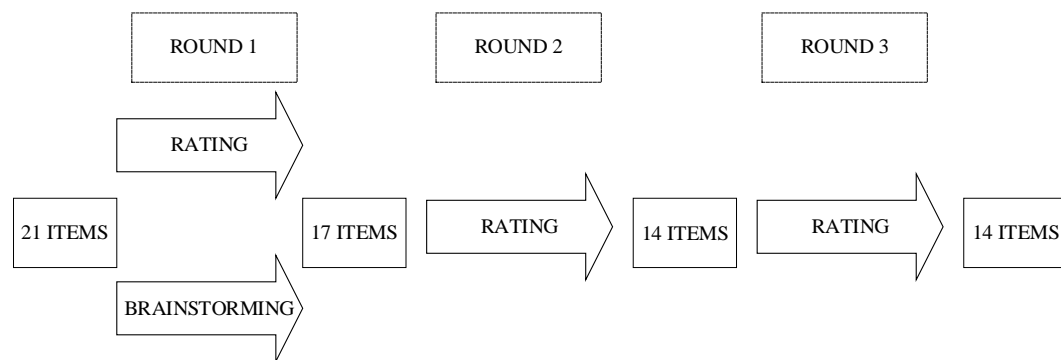 ROUND 1
ROUND 2
ROUND 3
RATING
21 ITEMS
17 ITEMS
RATING
14 ITEMS
RATING
14 ITEMS
BRAINSTORMING